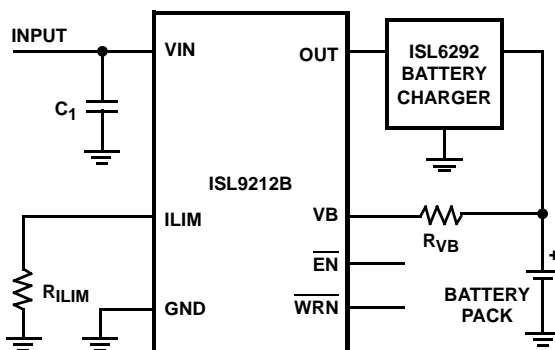 INPUT
VIN
OUT
ISL6292
BATTERY
CHARGER
C1
ISL9212B
ILIM
VB
RVB
EN
RILIM
GND
WRN
+
BATTERY
PACK